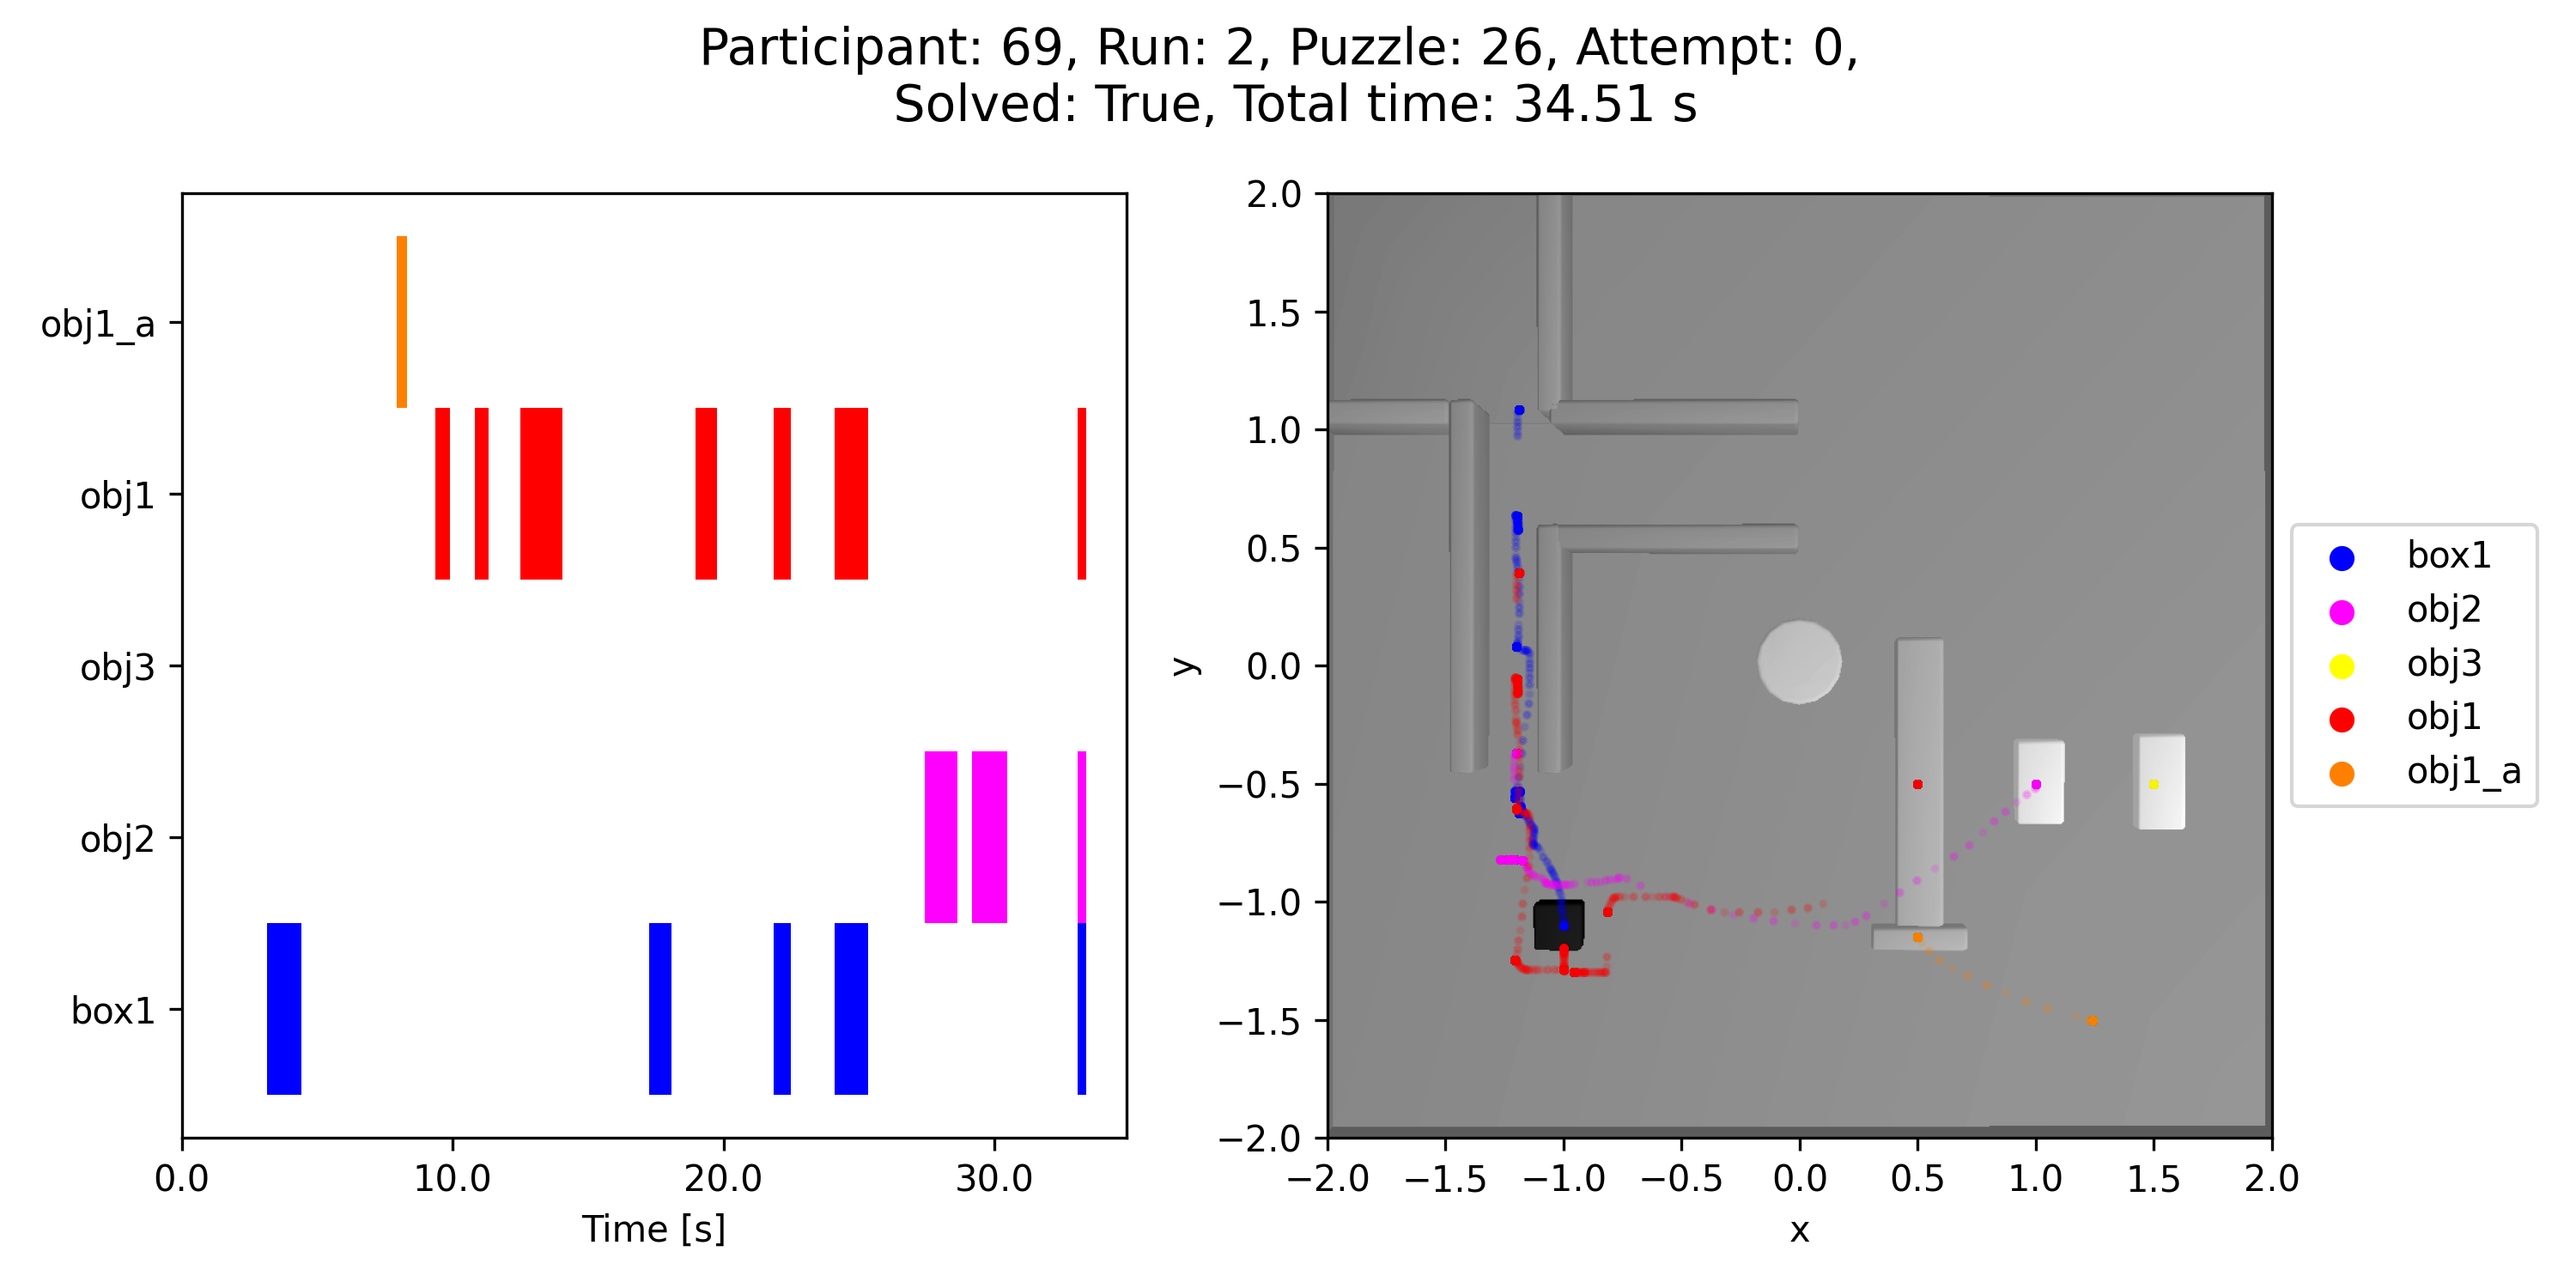 Participant: 69, Run: 2, Puzzle: 26, Attempt: 0,
Solved: True, Total time: 34.51 s
obj1_a
obj1
obj3
obj2
box1
0.0 10.0 20.0 30.0
Time [s]
2.0
1.5
1.0
0.5
0.0
−0.5
−1.0
−1.5
−2.0
y
−2.0 −1.5 −1.0 −0.5 0.0 0.5 1.0 1.5 2.0
x
box1
obj2
obj3
obj1
obj1_a